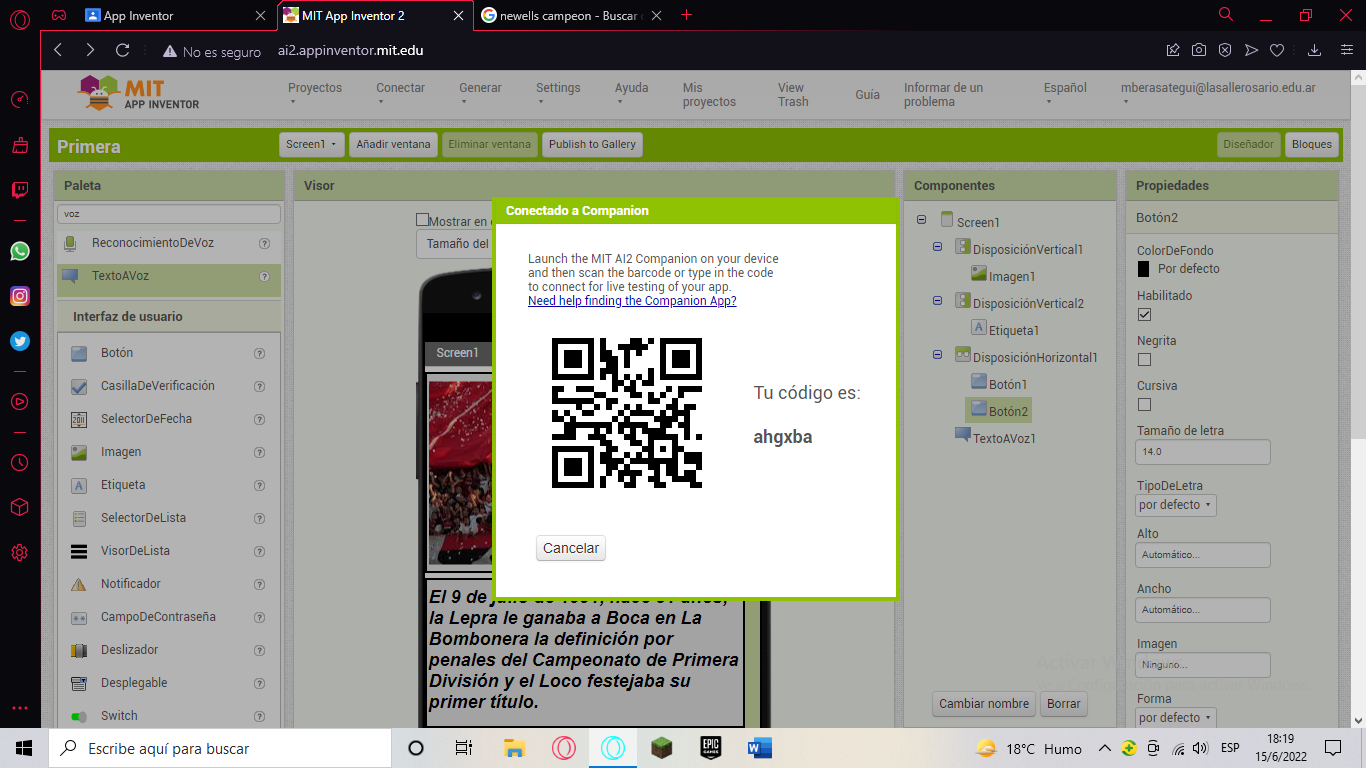 App Inventor
MIT App Inventor 2
newells campeon - Buscar
No es seguro
ai2.appinventor.mit.edu
MIT
APP INVENTOR
Proyectos
Conectar
Generar
Settings
Ayuda
Mis
proyectos
View
Trash
Guía
Informar de un
problema
Español
mberasategui@lasallerosario.edu.ar
Primera
Screen1
Añadir ventana
Eliminar ventana
Publish to Gallery
Diseñador
Bloques
Paleta
Visor
Componentes
Propiedades
voz
ReconocimientoDeVoz
TextoAVoz
Interfaz de usuario
Botón
CasillaDeVerificación
SelectorDeFecha
Imagen
Etiqueta
SelectorDeLista
VisorDeLista
Notificador
CampoDeContraseña
Deslizador
Desplegable
Switch
Mostrar en
Tamaño del
Screen1
Conectado a Companion
Launch the MIT AI2 Companion on your device
and then scan the barcode or type in the code
to connect for live testing of your app.
Need help finding the Companion App?
Tu código es:
ahgxba
Cancelar
El 9 de
la Lepra le ganaba a Boca en La
Bombonera la definición por
penales del Campeonato de Primera
División y el Loco festejaba su
primer título.
Screen1
DisposiciónVertical1
Imagen1
DisposiciónVertical2
Etiqueta1
DisposiciónHorizontal1
Botón1
Botón2
TextoAVoz1
Cambiar nombre
Borrar
Botón2
ColorDeFondo
Por defecto
Habilitado
Negrita
Cursiva
Tamaño de letra
14.0
TipoDeLetra
por defecto
Alto
Automático...
Ancho
Automático...
Imagen
Ninguno...
Forma
por defecto
Escribe aquí para buscar
18°C Humo
ESP
18:19
15/6/2022